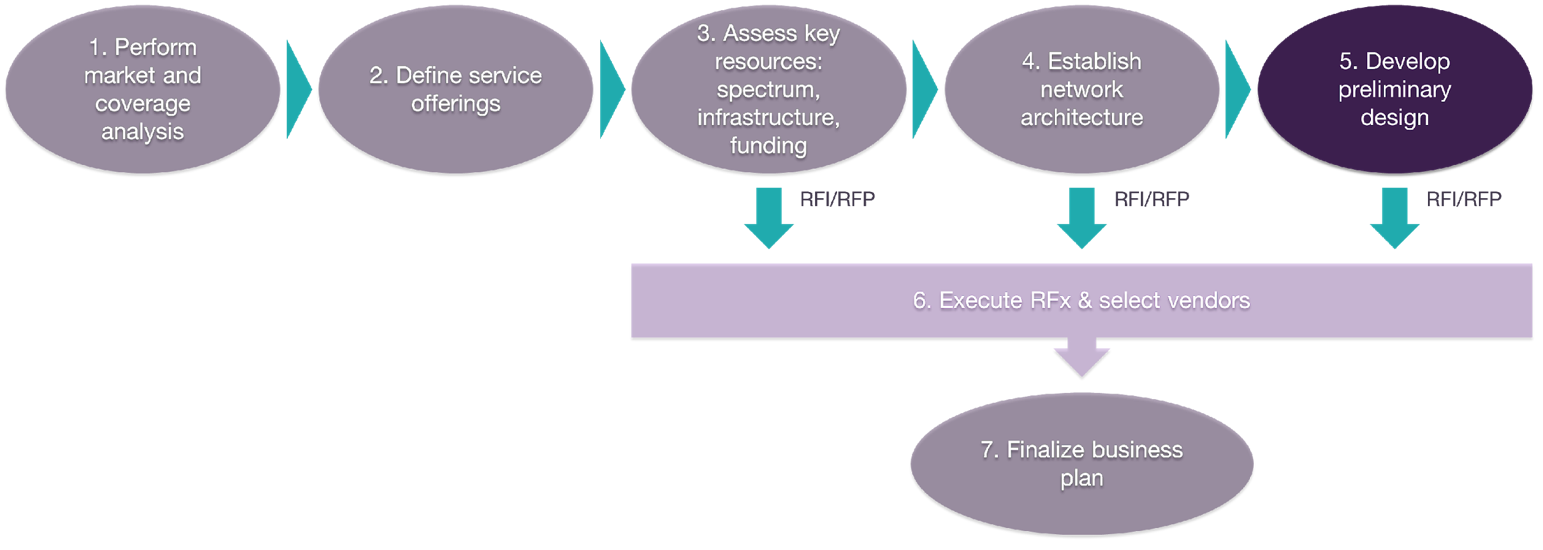 1. Perform
market and
coverage
analysis
2. Define service
offerings
3. Assess key
resources:
spectrum,
infrastructure,
funding
4. Establish
network
architecture
5. Develop
preliminary
design
RFI/RFP
RFI/RFP
RFI/RFP
6. Execute RFx & select vendors
7. Finalize business
plan